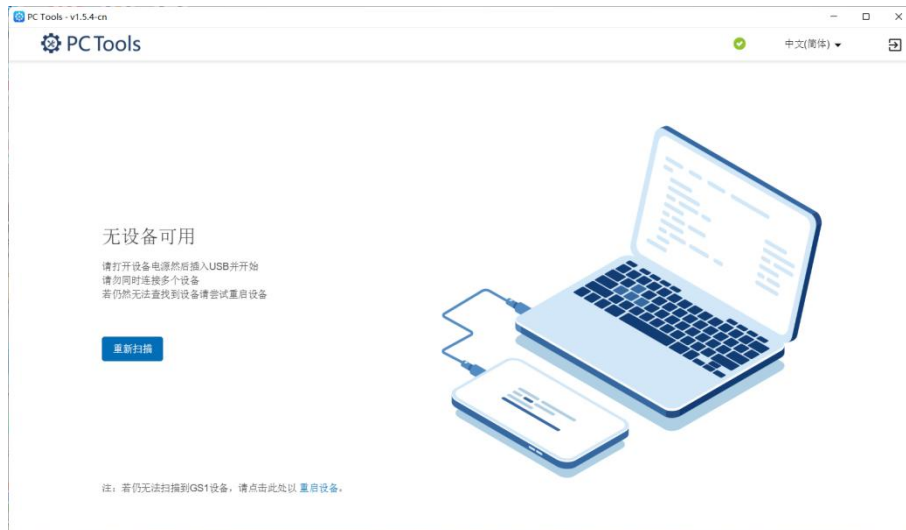 PC Tools - v1.5.4-cn
PC Tools
中文(简体)
无设备可用
请打开设备电源然后插入USB并开始
请勿同时连接多个设备
若仍然无法查找到设备请尝试重启设备
重新扫描
注：若仍无法扫描到GS1设备，请点击此处以 重启设备。